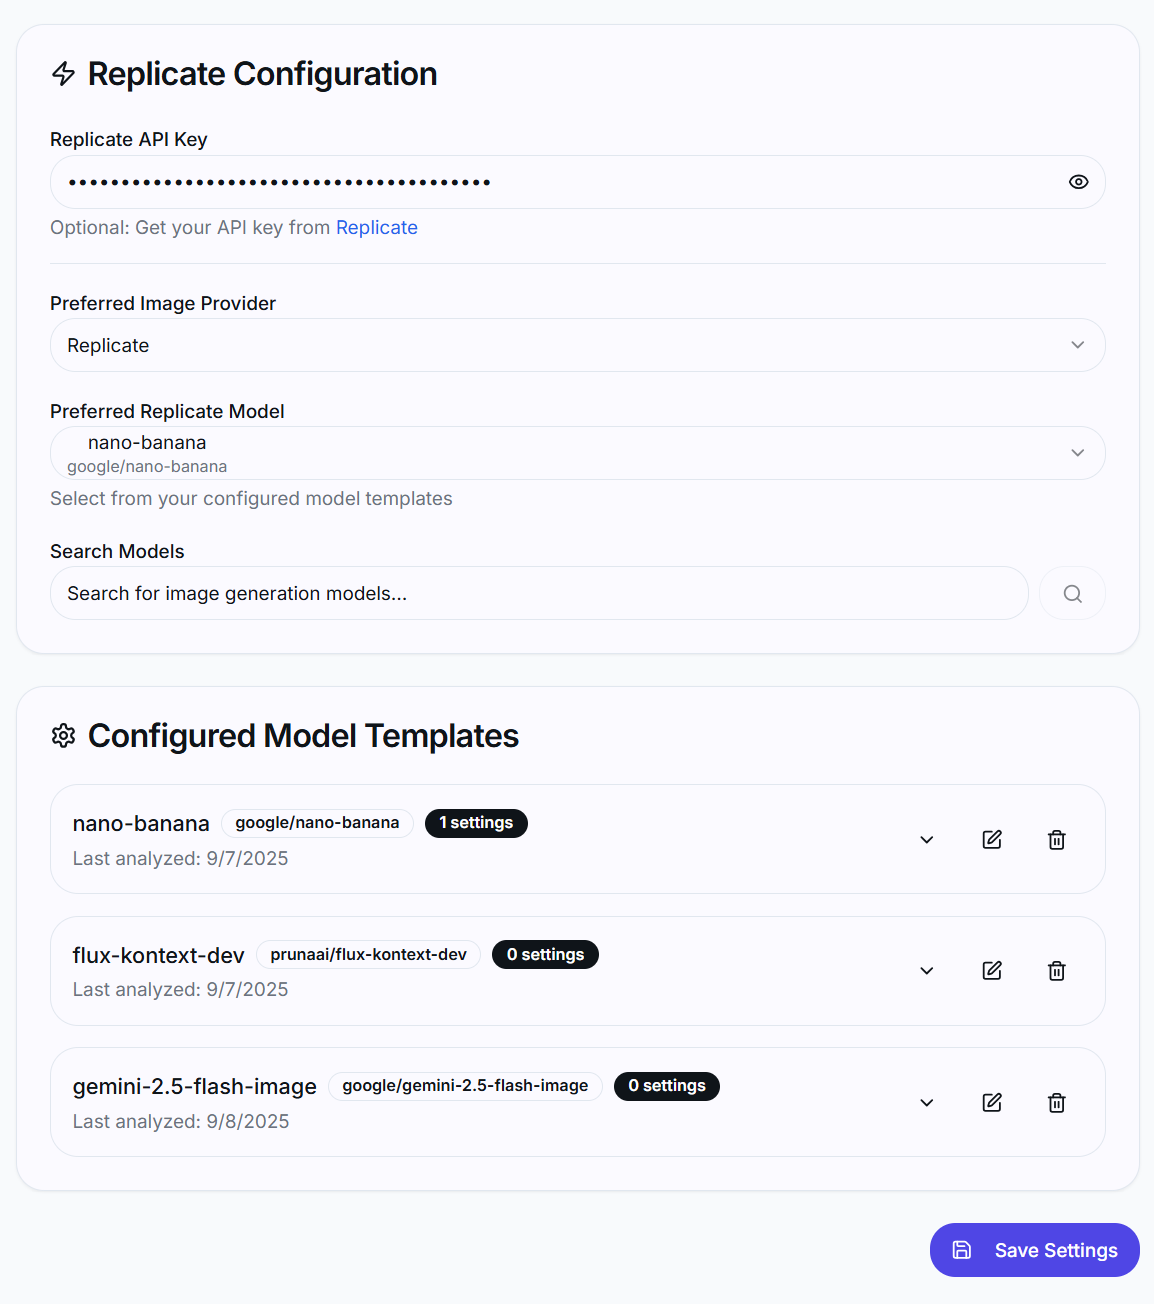 Replicate Configuration
Replicate API Key
••••••••••••••••••••••••••••••••••••••••
Optional: Get your API key from Replicate
Preferred Image Provider
Replicate
Preferred Replicate Model
nano-banana
google/nano-banana
Select from your configured model templates
Search Models
Search for image generation models...
Configured Model Templates
nano-banana google/nano-banana 1 settings
Last analyzed: 9/7/2025
flux-kontext-dev prunaai/flux-kontext-dev 0 settings
Last analyzed: 9/7/2025
gemini-2.5-flash-image google/gemini-2.5-flash-image 0 settings
Last analyzed: 9/8/2025
Save Settings